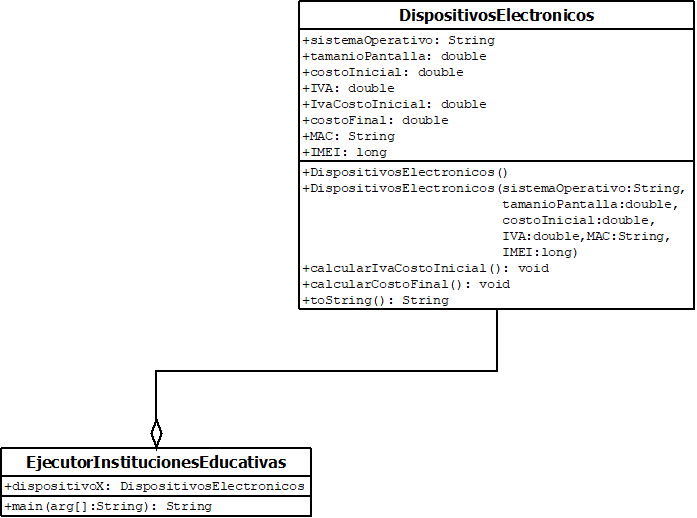 DispositivosElectronicos
+sistemaOperativo: String
+tamanioPantalla: double
+costoInicial: double
+IVA: double
+IvaCostoInicial: double
+costoFinal: double
+MAC: String
+IMEI: long
+DispositivosElectronicos()
+DispositivosElectronicos(sistemaOperativo:String,
tamanioPantalla:double,
costoInicial:double,
IVA:double,MAC:String,
IMEI:long)
+calcularIvaCostoInicial(): void
+calcularCostoFinal(): void
+toString(): String
EjecutorInstitucionesEducativas
+dispositivoX: DispositivosElectronicos
+main(arg[]:String): String